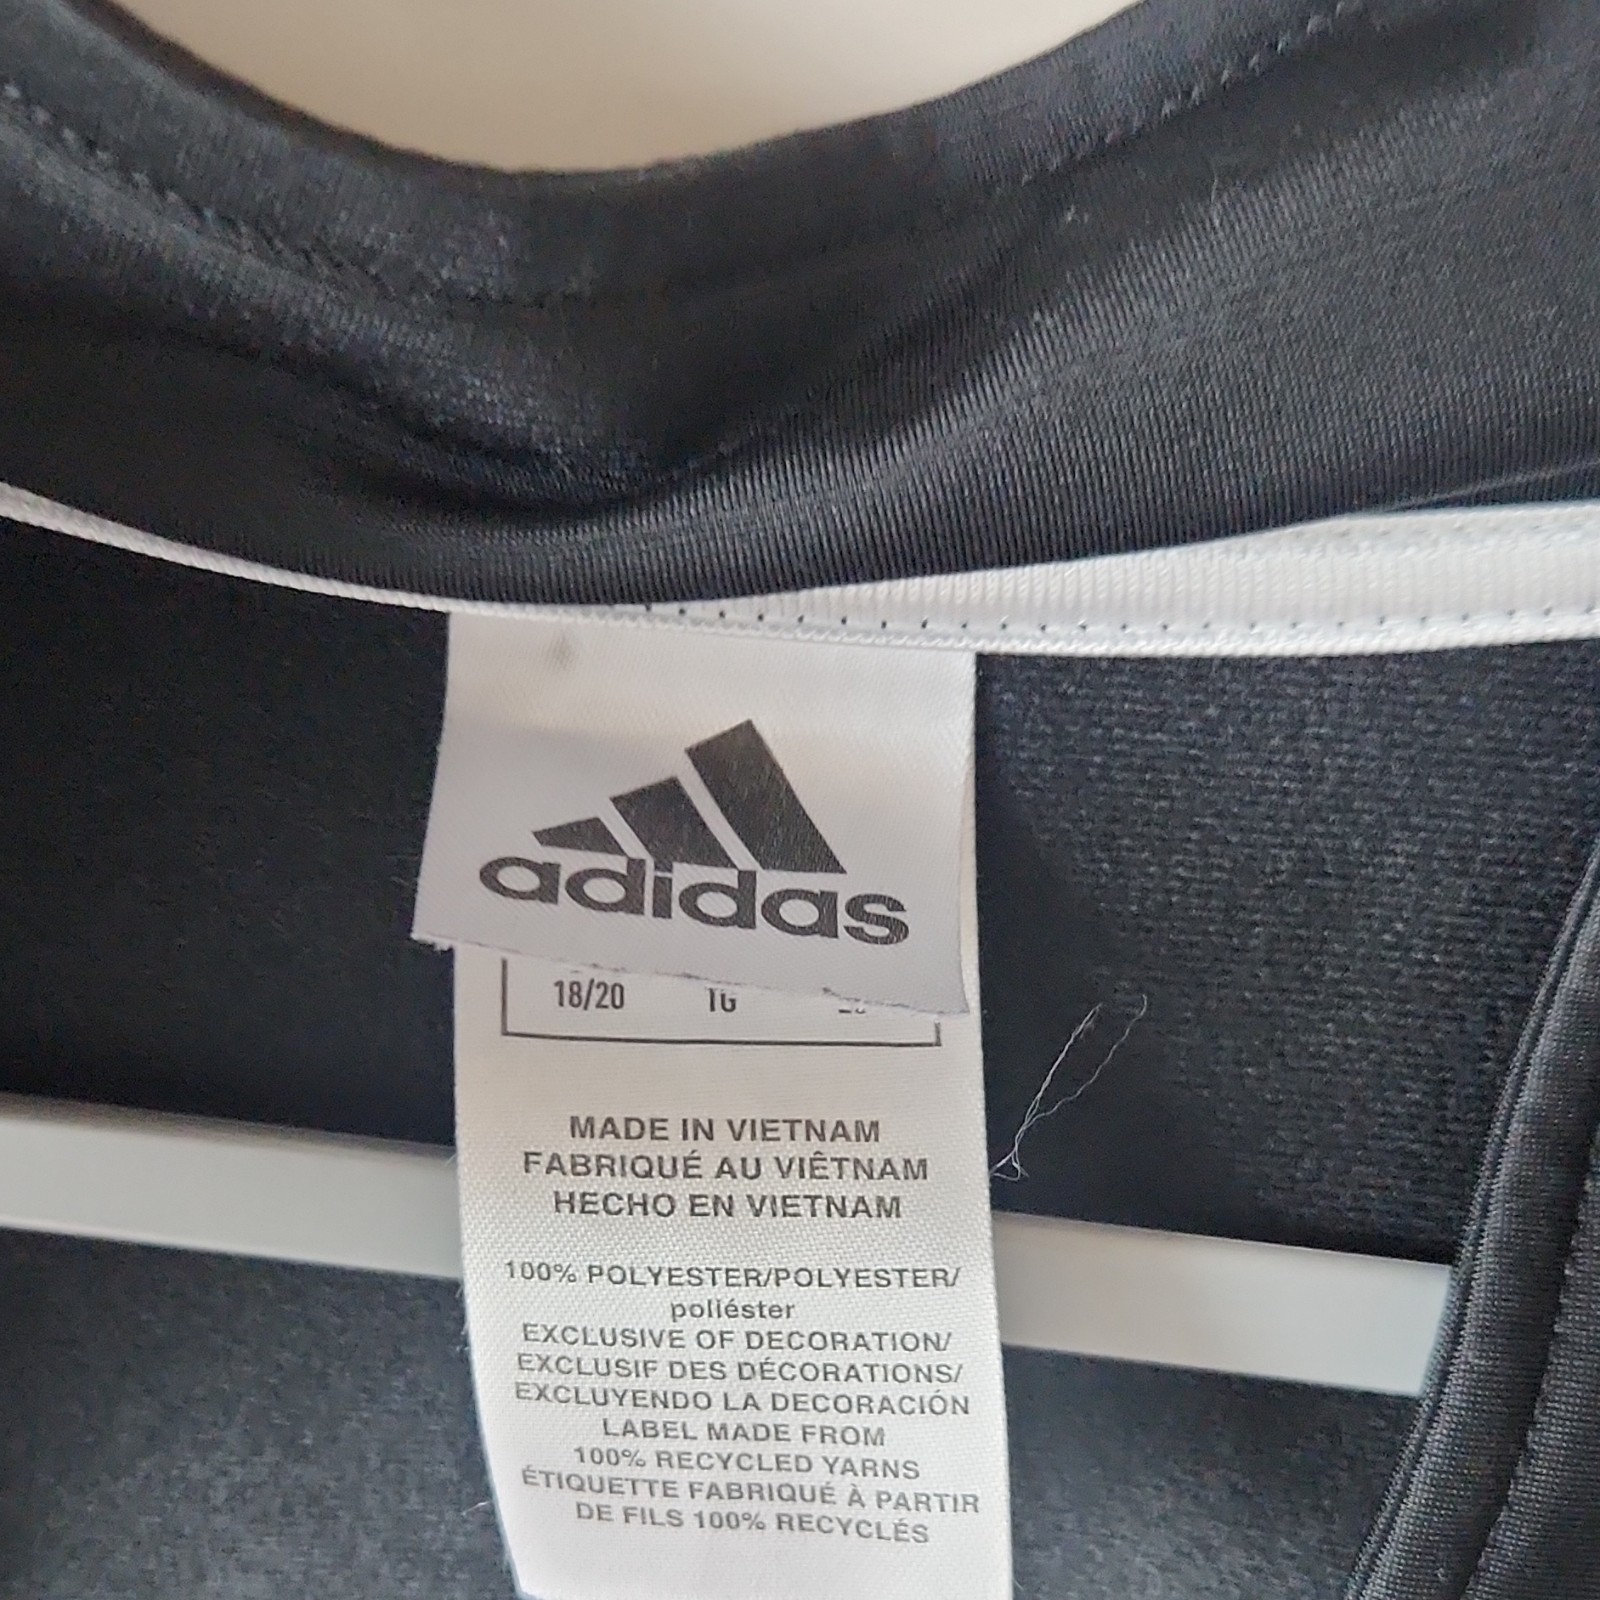 adidas
18/20 TG
MADE IN VIETNAM
FABRIQUÉ AU VIÊTNAM
HECHO EN VIETNAM
100% POLYESTER/POLYESTER/
poliéster
EXCLUSIVE OF DECORATION/
EXCLUSIF DES DÉCORATIONS/
EXCLUYENDO LA DECORACIÓN
LABEL MADE FROM
100% RECYCLED YARNS
ÉTIQUETTE FABRIQUÉ À PARTIR
DE FILS 100% RECYCLÉS